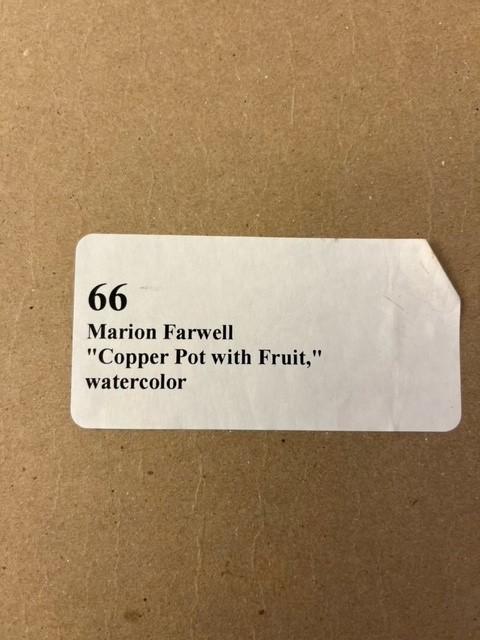 66
Marion Farwell
"Copper Pot with Fruit,"
watercolor